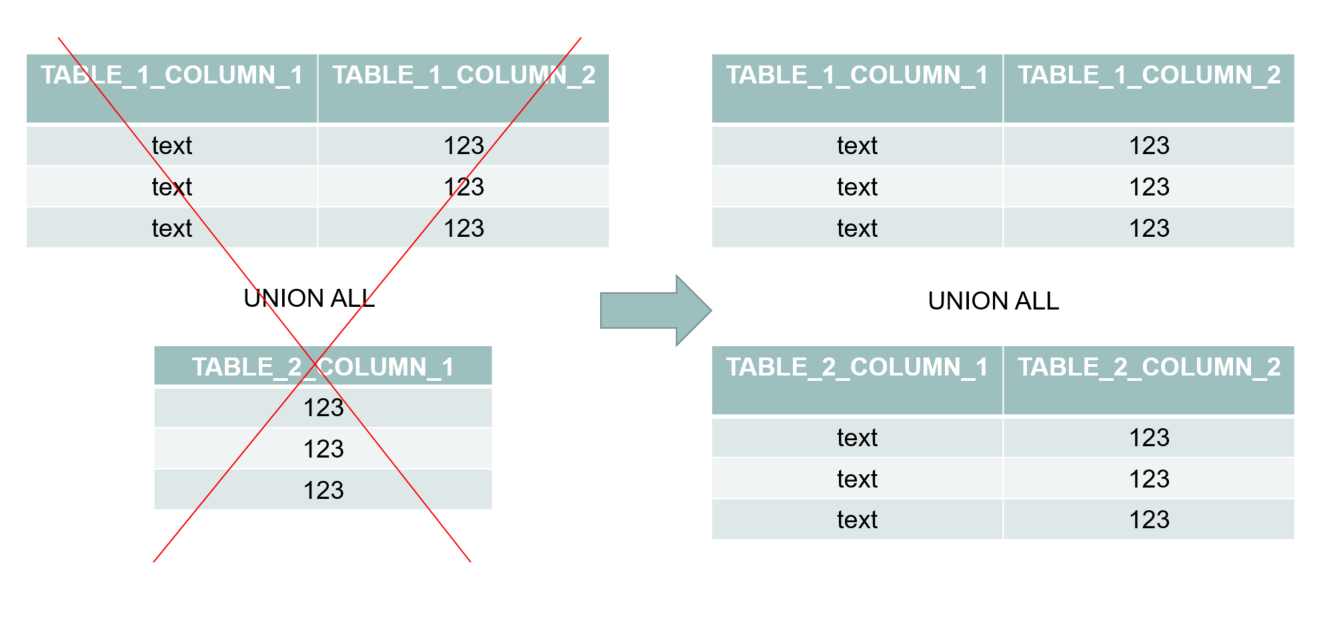 TABLE_1_COLUMN_1 TABLE_1_COLUMN_2
text 123
text 123
text 123
UNION ALL
TABLE_2_COLUMN_1
123
123
123
TABLE_1_COLUMN_1 TABLE_1_COLUMN_2
text 123
text 123
text 123
UNION ALL
TABLE_2_COLUMN_1 TABLE_2_COLUMN_2
text 123
text 123
text 123